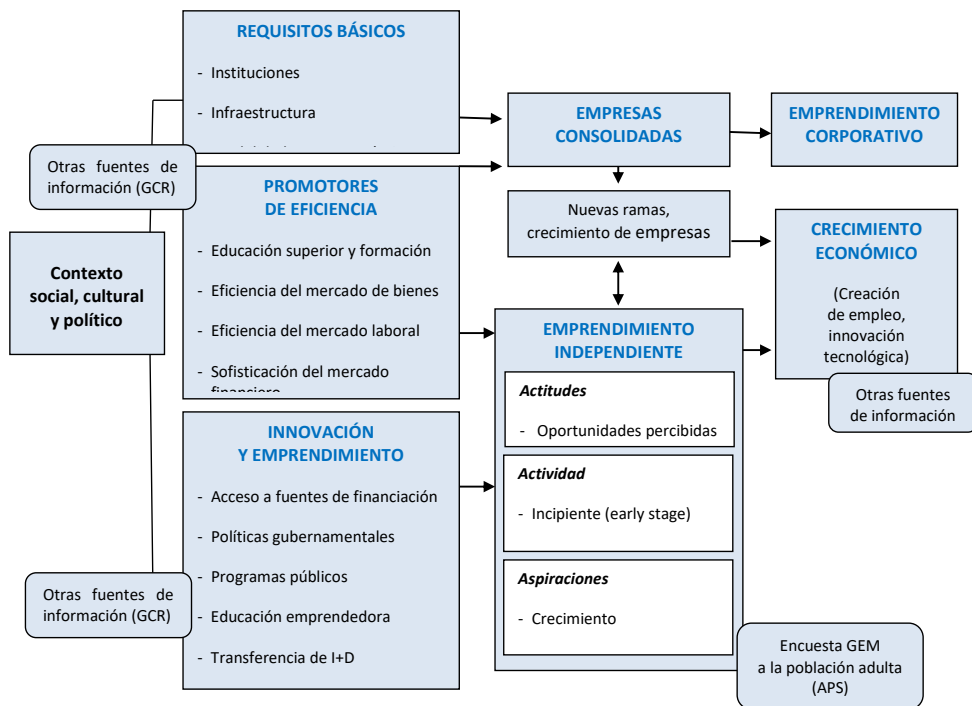 REQUISITOS BÁSICOS
- Instituciones
- Infraestructura
Otras fuentes de
información (GCR)
PROMOTORES
DE EFICIENCIA
- Educación superior y formación
- Eficiencia del mercado de bienes
- Eficiencia del mercado laboral
- Sofisticación del mercado
financiero
Contexto
social, cultural
y político
INNOVACIÓN
Y EMPRENDIMIENTO
- Acceso a fuentes de financiación
- Políticas gubernamentales
- Programas públicos
- Educación emprendedora
- Transferencia de I+D
Otras fuentes de
información (GCR)
EMPRESAS
CONSOLIDADAS
EMPRENDIMIENTO
CORPORATIVO
Nuevas ramas,
crecimiento de empresas
CRECIMIENTO
ECONÓMICO
(Creación
de empleo,
innovación
tecnológica)
Otras fuentes
de información
EMPRENDIMIENTO
INDEPENDIENTE
Actitudes
- Oportunidades percibidas
Actividad
- Incipiente (early stage)
Aspiraciones
- Crecimiento
Encuesta GEM
a la población adulta
(APS)